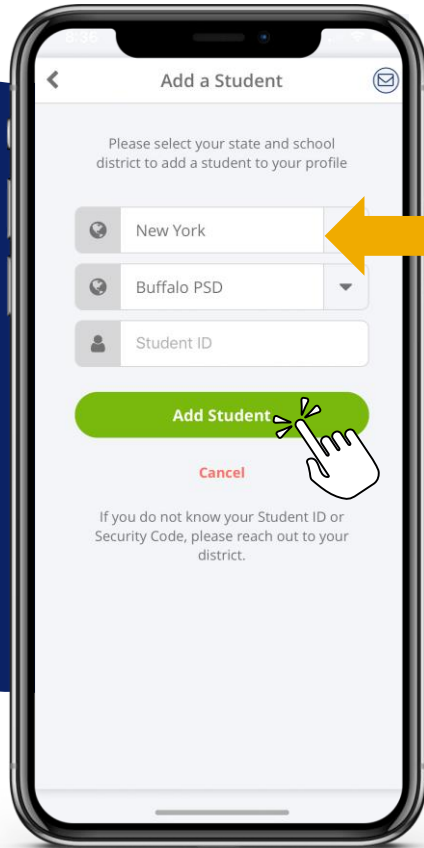 Add a Student
Please select your state and school
district to add a student to your profile
New York
Buffalo PSD
Student ID
Add Student
Cancel
If you do not know your Student ID or
Security Code, please reach out to your
district.